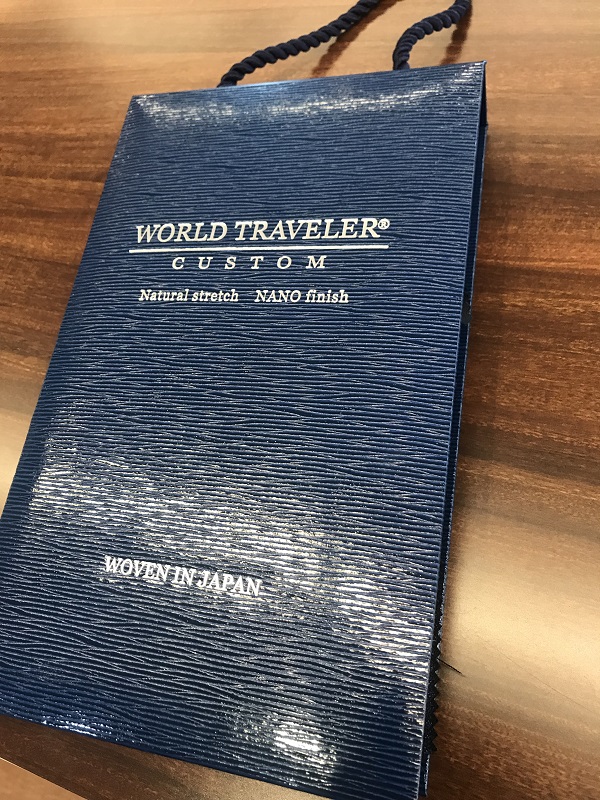 WORLD TRAVELER®
CUSTOM
Natural stretch NANO finish
WOVEN IN JAPAN